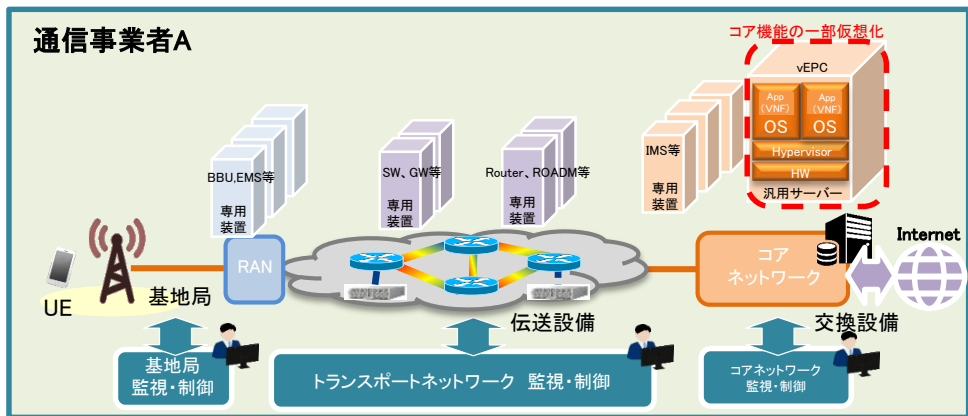 通信事業者A
コア機能の一部仮想化
vEPC
App
(VNF)
OS
App
(VNF)
OS
Hypervisor
HW
汎用サーバー
BBU,EMS等
専用
装置
SW、GW等
専用
装置
Router、ROADM等
専用
装置
IMS等
専用
装置
UE
基地局
RAN
伝送設備
コア
ネットワーク
交換設備
Internet
基地局
監視・制御
トランスポートネットワーク 監視・制御
コアネットワーク
監視・制御